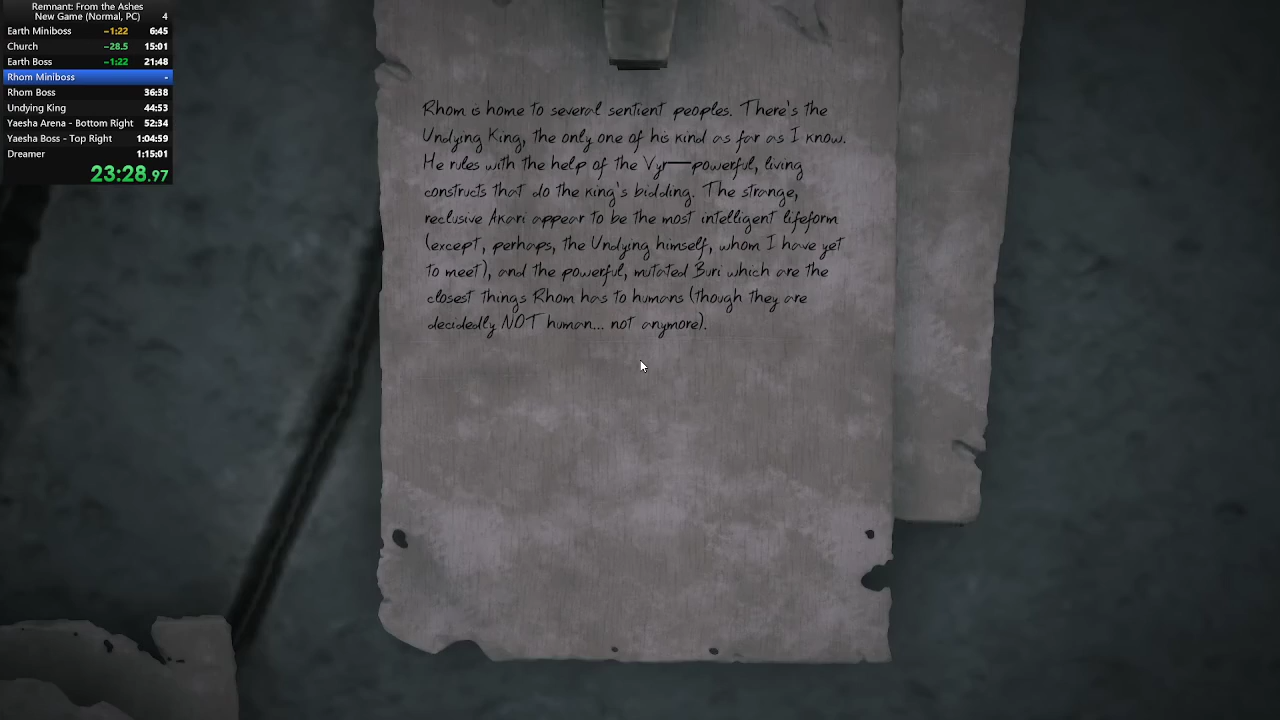 Remnant: From the Ashes
New Game (Normal, PC) 4
Earth Miniboss −1:22 6:45
Church −28.5 15:01
Earth Boss −1:22 21:48
Rhom Miniboss -
Rhom Boss 36:38
Undying King 44:53
Yaesha Arena - Bottom Right 52:34
Yaesha Boss - Top Right 1:04:59
Dreamer 1:15:01
23:28.97
Rhom is home to several sentient peoples. There's the
Undying King, the only one of his kind as far as I know.
He rules with the help of the Vyr—powerful, living
constructs that do the king's bidding. The strange,
reclusive Akari appear to be the most intelligent lifeform
(except, perhaps, the Undying himself, whom I have yet
to meet), and the powerful, mutated Buri which are the
closest things Rhom has to humans (though they are
decidedly NOT human... not anymore).